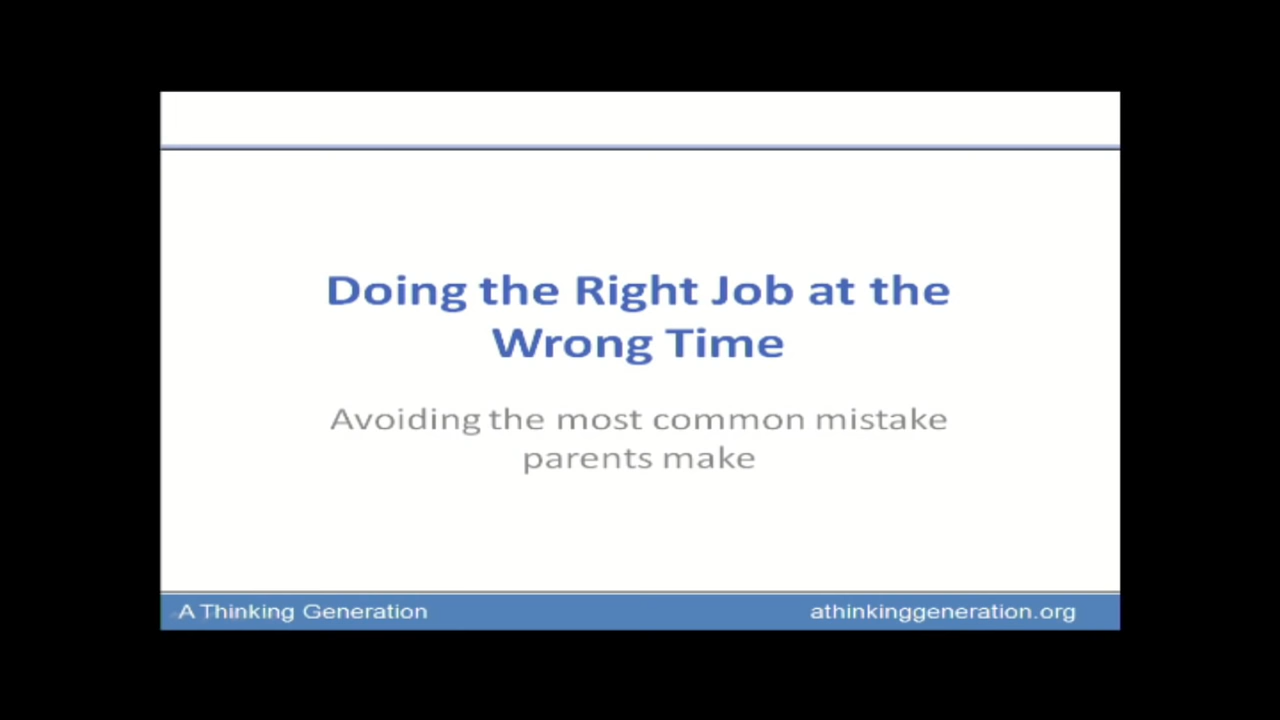 Doing the Right Job at the
Wrong Time
Avoiding the most common mistake
parents make
A Thinking Generation
athinkinggeneration.org